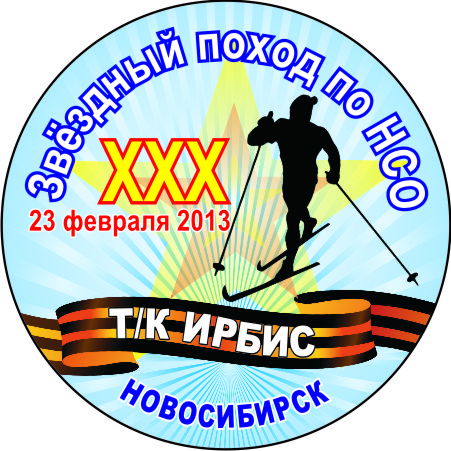 Звёздный поход по НСО
XXX
23 февраля 2013
Т/К ИРБИС
НОВОСИБИРСК